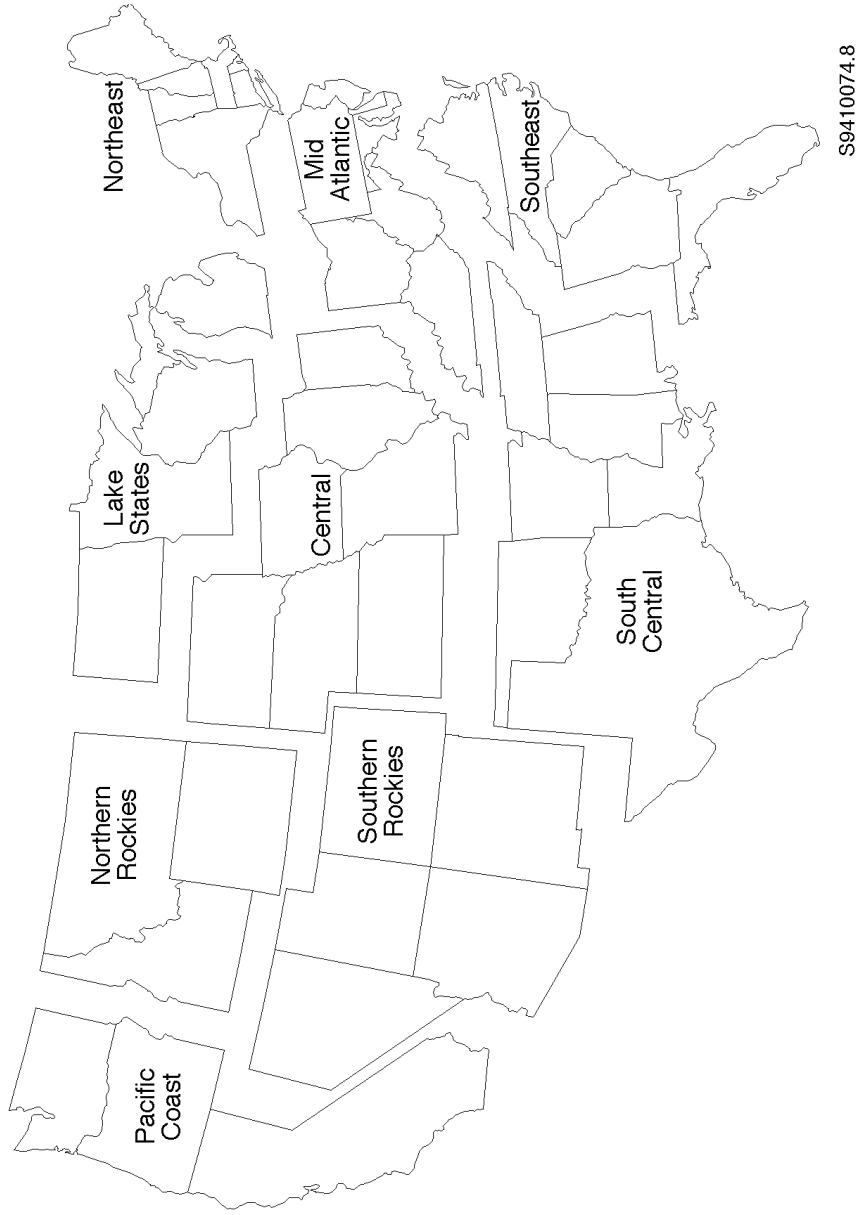 Pacific
Coast
Northern
Rockies
Southern
Rockies
Lake
States
Central
South
Central
Northeast
Mid
Atlantic
Southeast
S9410074.8